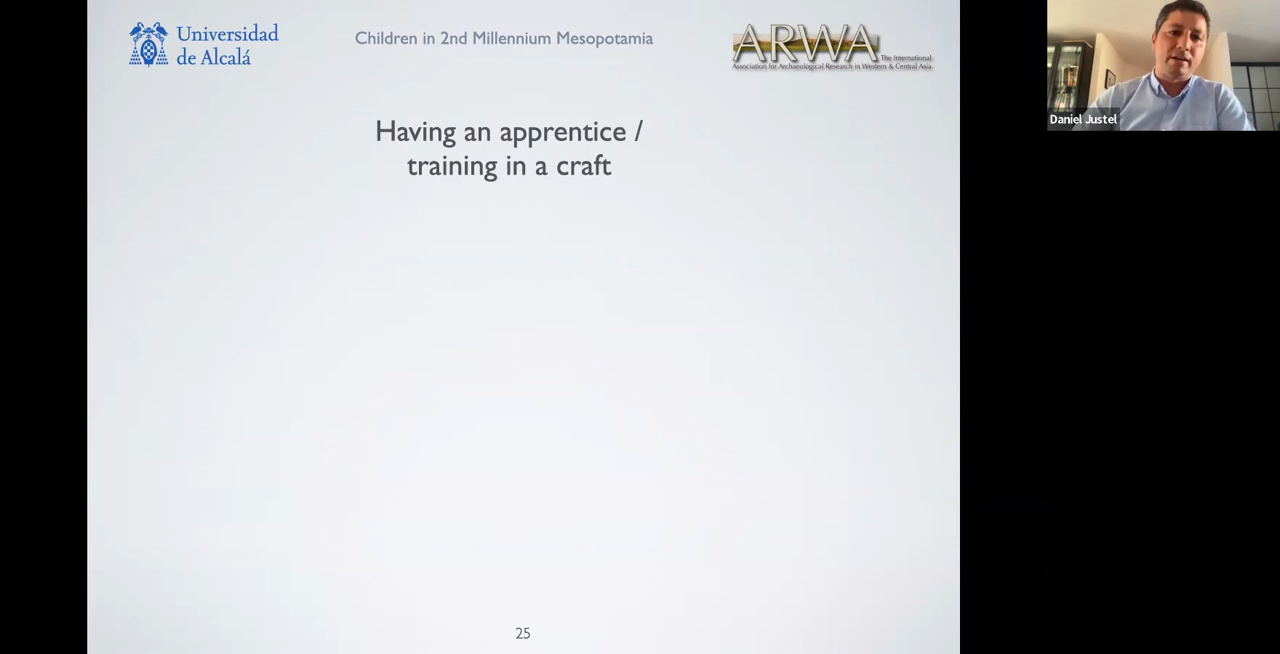 Universidad
de Alcalá
Children in 2nd Millennium Mesopotamia
ARWA The International
Association for Archaeological Research in Western & Central Asia
Daniel Justel
Having an apprentice /
training in a craft
25